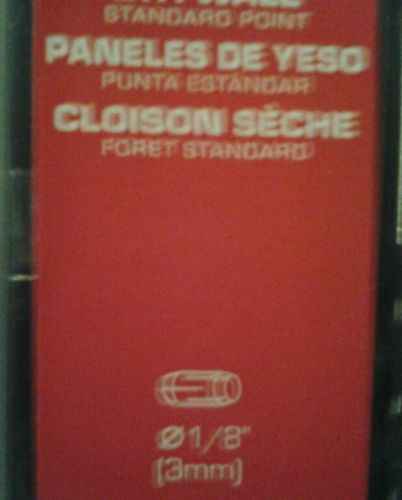 STANDARD POINT
PANELES DE YESO
PUNTA ESTÁNDAR
CLOISON SÈCHE
FORET STANDARD
Ø1/8"
(3mm)